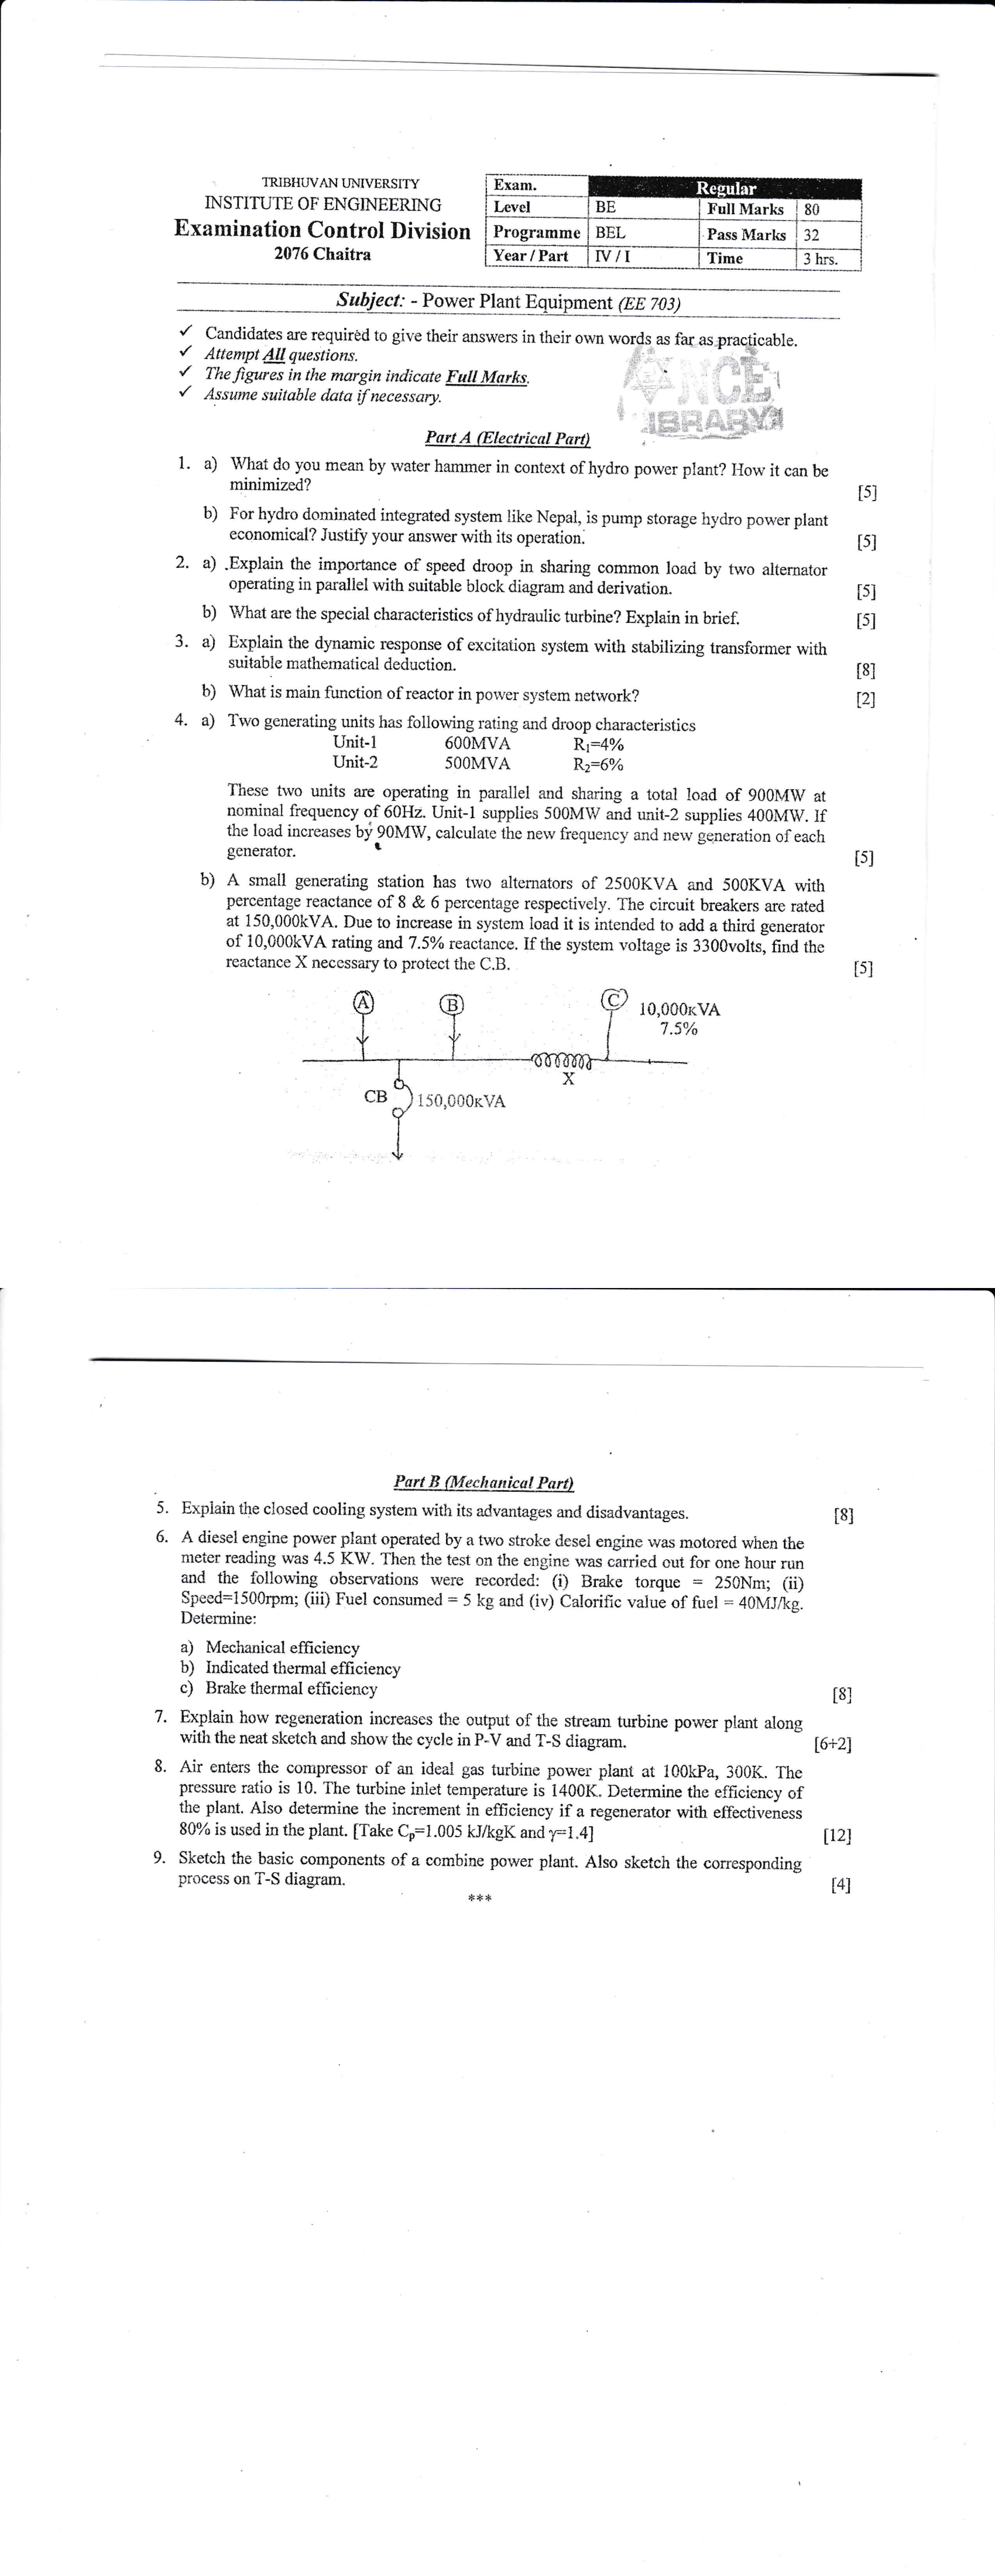 TRIBHUVAN UNIVERSITY
INSTITUTE OF ENGINEERING
Examination Control Division
2076 Chaitra
Exam. Regular
Level BE Full Marks 80
Programme BEL Pass Marks 32
Year / Part IV / I Time 3 hrs.
Subject: - Power Plant Equipment (EE 703)
✓ Candidates are required to give their answers in their own words as far as practicable.
✓ Attempt All questions.
✓ The figures in the margin indicate Full Marks.
✓ Assume suitable data if necessary.
NCE
LIBRARY
Part A (Electrical Part)
1. a) What do you mean by water hammer in context of hydro power plant? How it can be
minimized? [5]
b) For hydro dominated integrated system like Nepal, is pump storage hydro power plant
economical? Justify your answer with its operation. [5]
2. a) .Explain the importance of speed droop in sharing common load by two alternator
operating in parallel with suitable block diagram and derivation. [5]
b) What are the special characteristics of hydraulic turbine? Explain in brief. [5]
3. a) Explain the dynamic response of excitation system with stabilizing transformer with
suitable mathematical deduction. [8]
b) What is main function of reactor in power system network? [2]
4. a) Two generating units has following rating and droop characteristics
Unit-1 600MVA R₁=4%
Unit-2 500MVA R₂=6%
These two units are operating in parallel and sharing a total load of 900MW at
nominal frequency of 60Hz. Unit-1 supplies 500MW and unit-2 supplies 400MW. If
the load increases by 90MW, calculate the new frequency and new generation of each
generator. [5]
b) A small generating station has two alternators of 2500KVA and 500KVA with
percentage reactance of 8 & 6 percentage respectively. The circuit breakers are rated
at 150,000kVA. Due to increase in system load it is intended to add a third generator
of 10,000kVA rating and 7.5% reactance. If the system voltage is 3300volts, find the
reactance X necessary to protect the C.B. [5]
A B C 10,000KVA
7.5%
X
CB 150,000KVA
Part B (Mechanical Part)
5. Explain the closed cooling system with its advantages and disadvantages. [8]
6. A diesel engine power plant operated by a two stroke desel engine was motored when the
meter reading was 4.5 KW. Then the test on the engine was carried out for one hour run
and the following observations were recorded: (i) Brake torque = 250Nm; (ii)
Speed=1500rpm; (iii) Fuel consumed = 5 kg and (iv) Calorific value of fuel = 40MJ/kg.
Determine:
a) Mechanical efficiency
b) Indicated thermal efficiency
c) Brake thermal efficiency [8]
7. Explain how regeneration increases the output of the stream turbine power plant along
with the neat sketch and show the cycle in P-V and T-S diagram. [6+2]
8. Air enters the compressor of an ideal gas turbine power plant at 100kPa, 300K. The
pressure ratio is 10. The turbine inlet temperature is 1400K. Determine the efficiency of
the plant. Also determine the increment in efficiency if a regenerator with effectiveness
80% is used in the plant. [Take Cₚ=1.005 kJ/kgK and γ=1.4] [12]
9. Sketch the basic components of a combine power plant. Also sketch the corresponding
process on T-S diagram. [4]
***